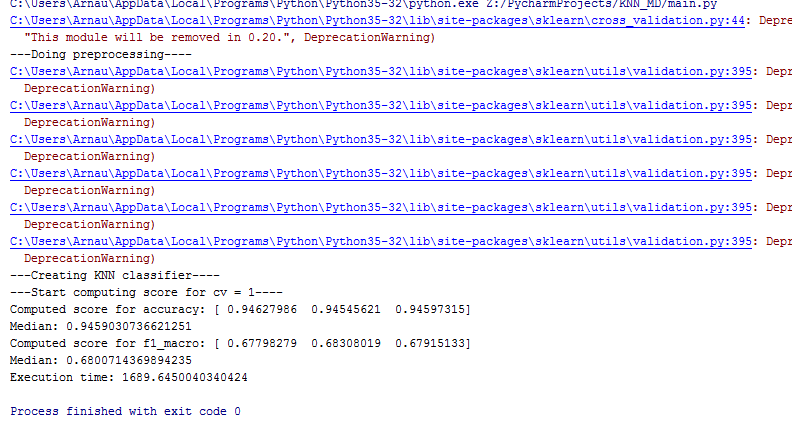 C:\Users\Arnau\AppData\Local\Programs\Python\Python35-32\python.exe Z:/PycharmProjects/KNN_MD/main.py
C:\Users\Arnau\AppData\Local\Programs\Python\Python35-32\lib\site-packages\sklearn\cross_validation.py:44: Depre
"This module will be removed in 0.20.", DeprecationWarning)
---Doing preprocessing----
C:\Users\Arnau\AppData\Local\Programs\Python\Python35-32\lib\site-packages\sklearn\utils\validation.py:395: Depr
DeprecationWarning)
C:\Users\Arnau\AppData\Local\Programs\Python\Python35-32\lib\site-packages\sklearn\utils\validation.py:395: Depr
DeprecationWarning)
C:\Users\Arnau\AppData\Local\Programs\Python\Python35-32\lib\site-packages\sklearn\utils\validation.py:395: Depr
DeprecationWarning)
C:\Users\Arnau\AppData\Local\Programs\Python\Python35-32\lib\site-packages\sklearn\utils\validation.py:395: Depr
DeprecationWarning)
C:\Users\Arnau\AppData\Local\Programs\Python\Python35-32\lib\site-packages\sklearn\utils\validation.py:395: Depr
DeprecationWarning)
C:\Users\Arnau\AppData\Local\Programs\Python\Python35-32\lib\site-packages\sklearn\utils\validation.py:395: Depr
DeprecationWarning)
---Creating KNN classifier----
---Start computing score for cv = 1----
Computed score for accuracy: [ 0.94627986  0.94545621  0.94597315]
Median: 0.9459030736621251
Computed score for f1_macro: [ 0.67798279  0.68308019  0.67915133]
Median: 0.6800714369894235
Execution time: 1689.6450040340424
Process finished with exit code 0